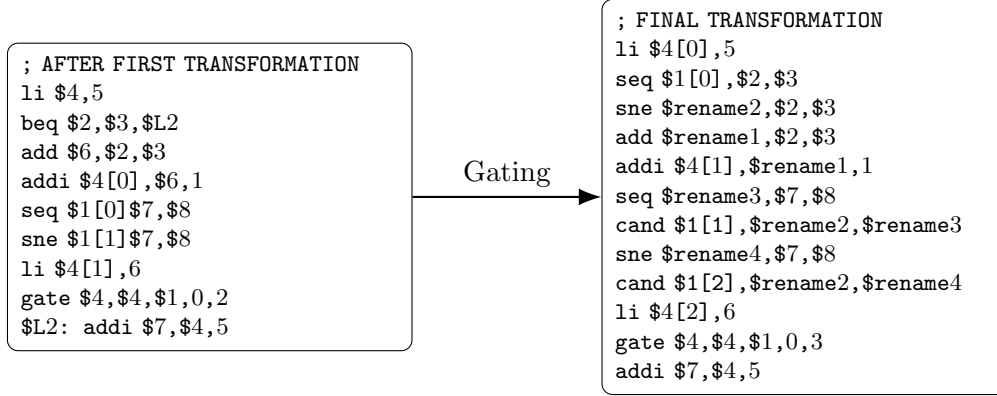 ; AFTER FIRST TRANSFORMATION
li $4,5
beq $2,$3,$L2
add $6,$2,$3
addi $4[0],$6,1
seq $1[0]$7,$8
sne $1[1]$7,$8
li $4[1],6
gate $4,$4,$1,0,2
$L2: addi $7,$4,5
Gating
; FINAL TRANSFORMATION
li $4[0],5
seq $1[0],$2,$3
sne $rename2,$2,$3
add $rename1,$2,$3
addi $4[1],$rename1,1
seq $rename3,$7,$8
cand $1[1],$rename2,$rename3
sne $rename4,$7,$8
cand $1[2],$rename2,$rename4
li $4[2],6
gate $4,$4,$1,0,3
addi $7,$4,5